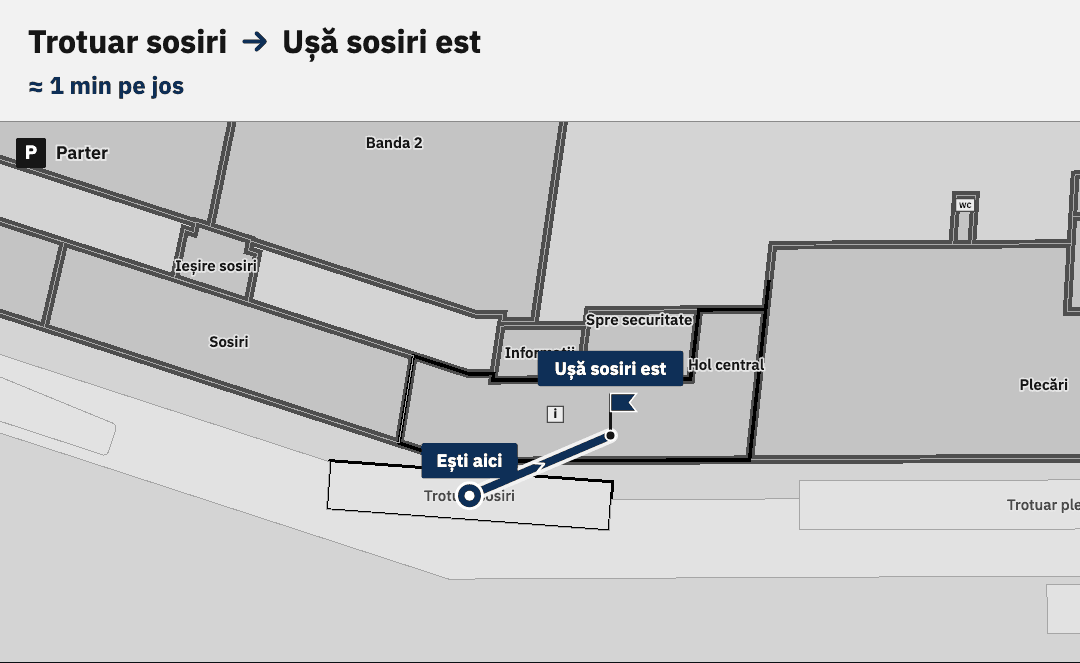 Trotuar sosiri → Ușă sosiri est
≈ 1 min pe jos
P Parter
Banda 2
wc
Ieșire sosiri
Spre securitate
Sosiri
Hol central
Ușă sosiri est
Plecări
i
Ești aici